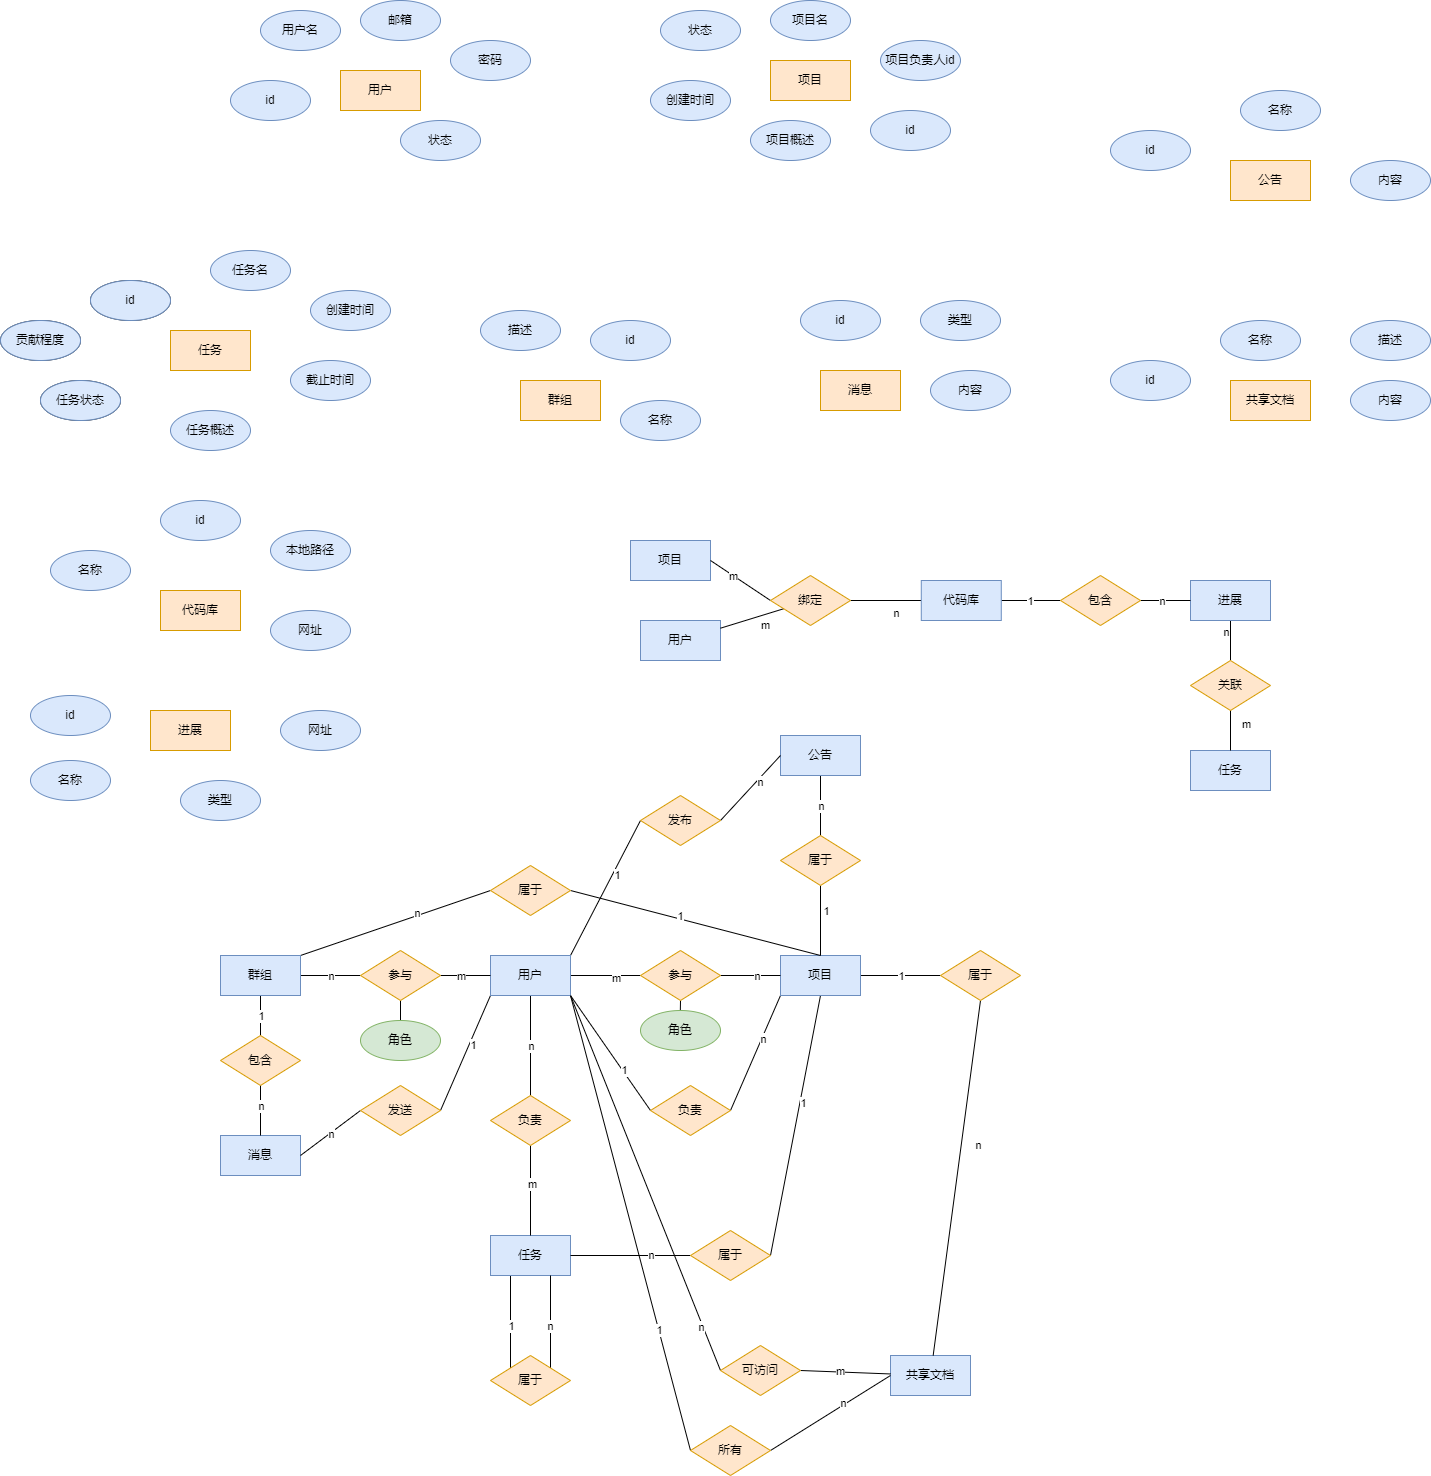 用户名
邮箱
密码
id
用户
状态
状态
项目名
项目负责人id
创建时间
项目
项目概述
id
名称
id
公告
内容
任务名
id
创建时间
贡献程度
任务
截止时间
任务状态
任务概述
描述
id
群组
名称
id
类型
消息
内容
名称
描述
id
共享文档
内容
id
名称
本地路径
代码库
网址
id
进展
网址
名称
类型
项目
m
绑定
n
代码库
1
包含
n
进展
用户
m
n
关联
m
任务
公告
发布
n
n
1
属于
属于
n
1
1
群组
n
参与
m
用户
m
参与
n
项目
1
属于
角色
角色
1
包含
n
消息
n
发送
1
n
负责
m
1
负责
n
1
n
任务
n
属于
1
n
属于
1
n
可访问
m
共享文档
n
所有